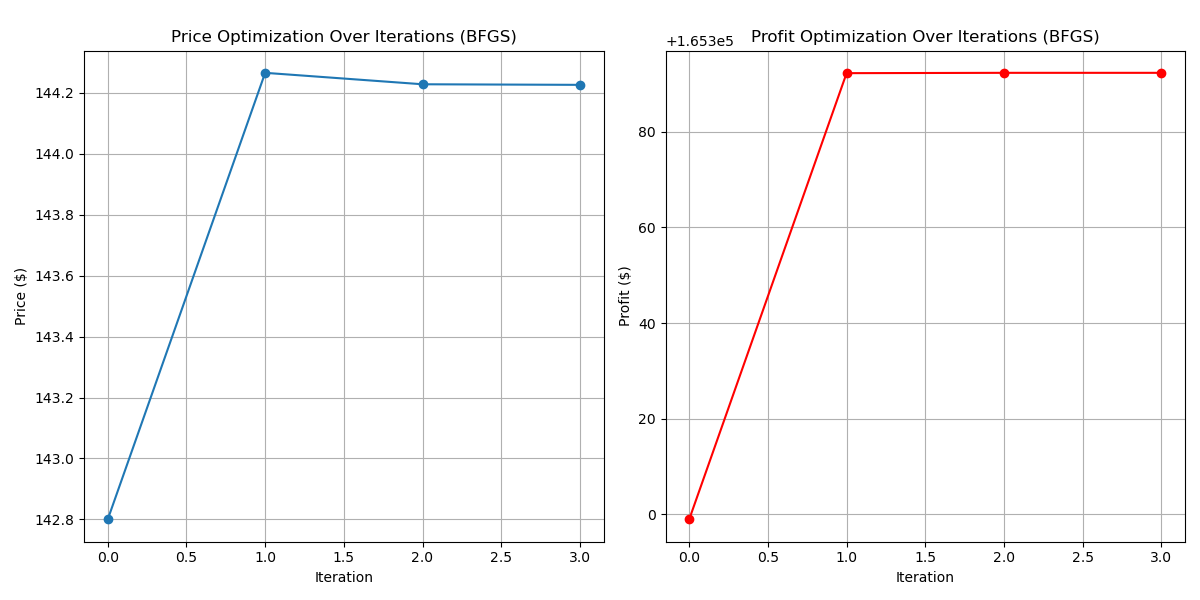 Price Optimization Over Iterations (BFGS)
144.2
144.0
143.8
143.6
143.4
143.2
143.0
142.8
Price ($)
0.0 0.5 1.0 1.5 2.0 2.5 3.0
Iteration
+1.653e5
Profit Optimization Over Iterations (BFGS)
80
60
40
20
0
Profit ($)
0.0 0.5 1.0 1.5 2.0 2.5 3.0
Iteration